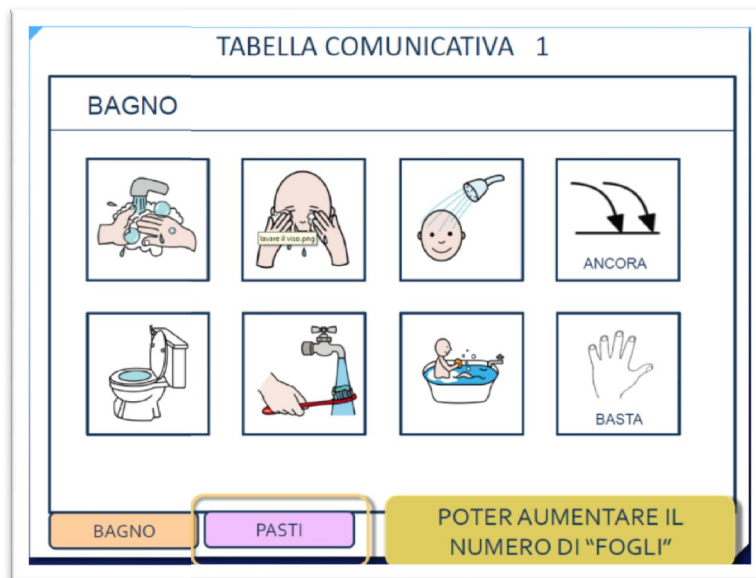 TABELLA COMUNICATIVA 1
BAGNO
lavare il viso.png
ANCORA
BASTA
BAGNO
PASTI
POTER AUMENTARE IL
NUMERO DI "FOGLI"